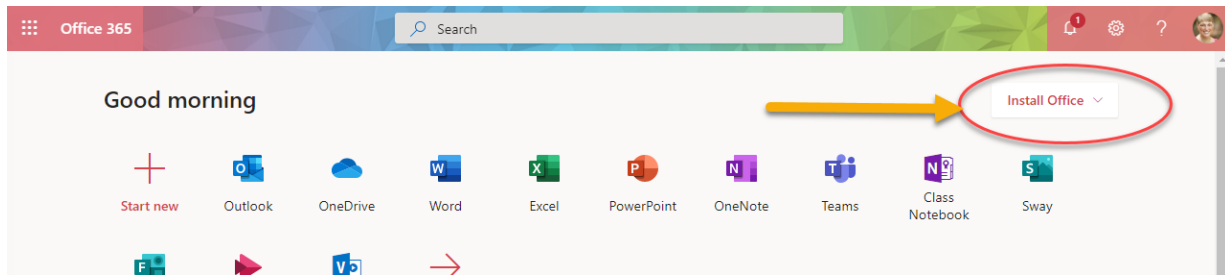 Office 365
Search
1
?
Good morning
Install Office
Start new
Outlook
OneDrive
Word
Excel
PowerPoint
OneNote
Teams
Class
Notebook
Sway